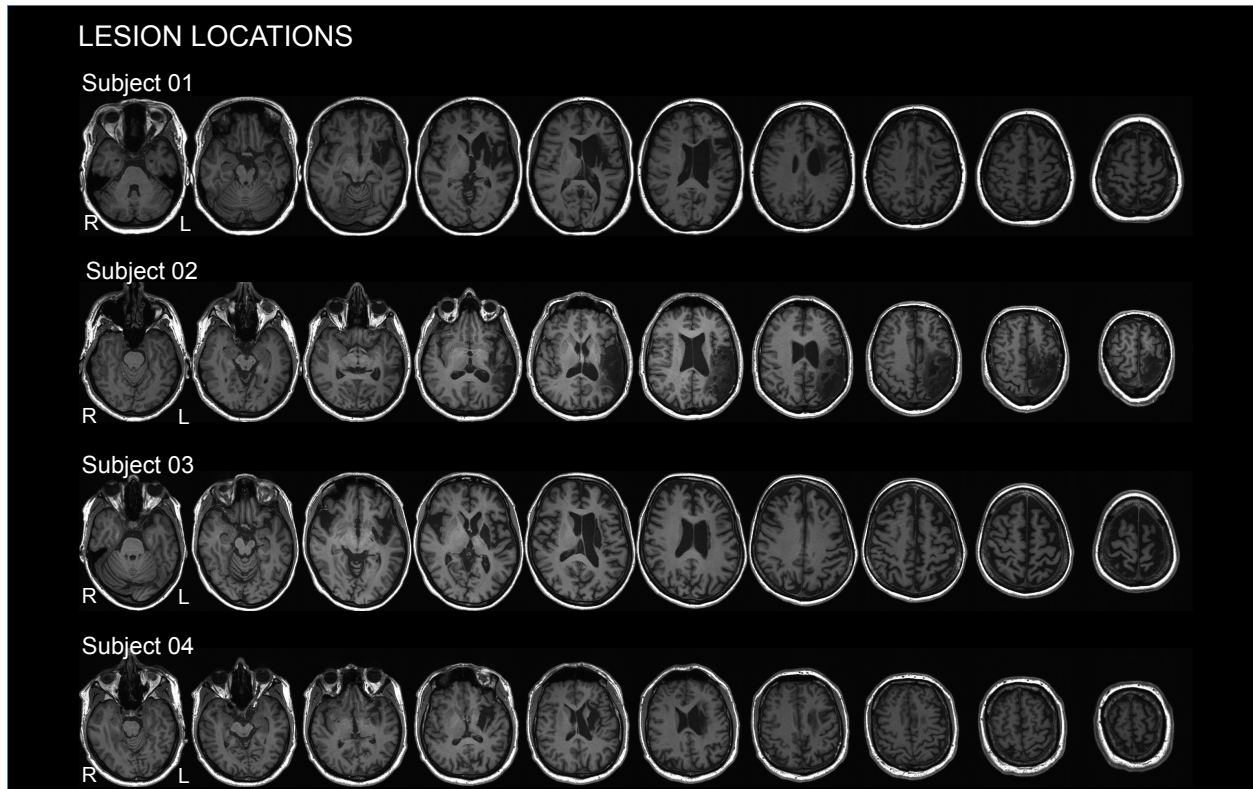 LESION LOCATIONS
Subject 01
R L
Subject 02
R L
Subject 03
R L
Subject 04
R L